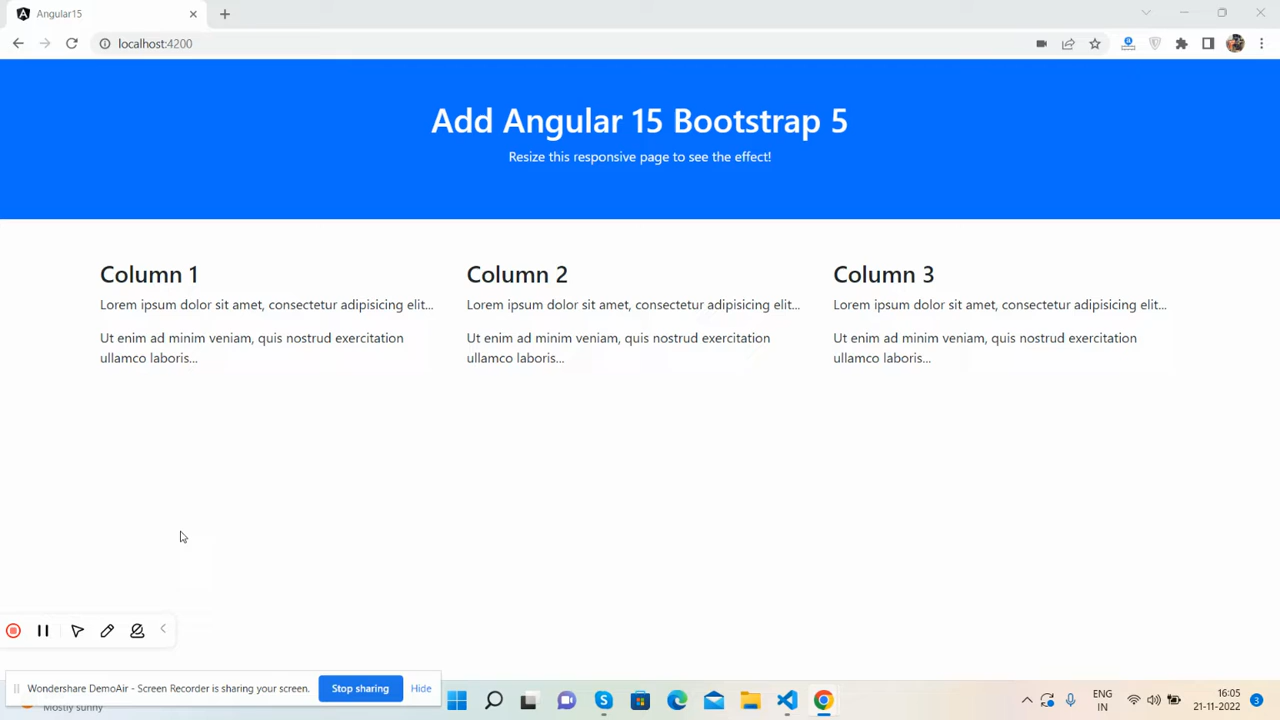 Angular15
localhost:4200
Add Angular 15 Bootstrap 5
Resize this responsive page to see the effect!
Column 1
Lorem ipsum dolor sit amet, consectetur adipisicing elit...
Ut enim ad minim veniam, quis nostrud exercitation
ullamco laboris...
Column 2
Lorem ipsum dolor sit amet, consectetur adipisicing elit...
Ut enim ad minim veniam, quis nostrud exercitation
ullamco laboris...
Column 3
Lorem ipsum dolor sit amet, consectetur adipisicing elit...
Ut enim ad minim veniam, quis nostrud exercitation
ullamco laboris...
Wondershare DemoAir - Screen Recorder is sharing your screen.
Stop sharing
Hide
Mostly sunny
ENG
IN
16:05
21-11-2022
3